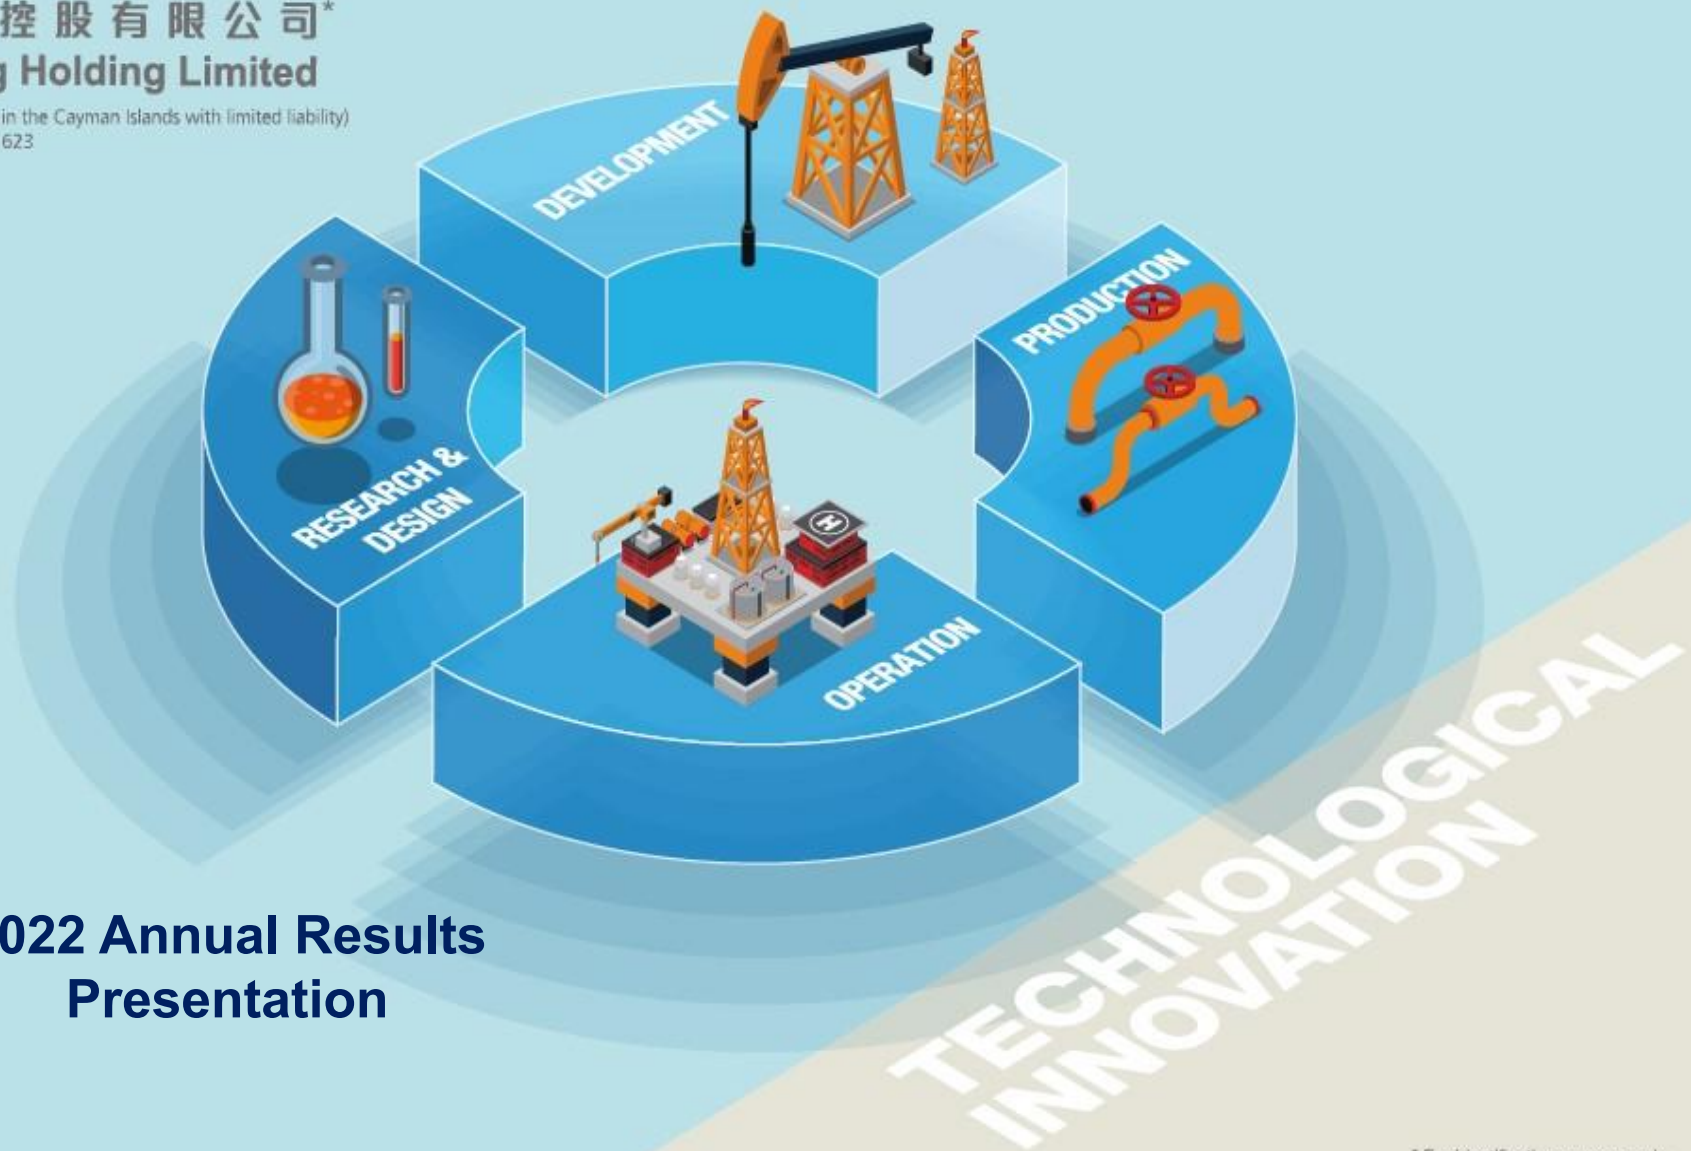 控股有限公司*
g Holding Limited
in the Cayman Islands with limited liability)
623
DEVELOPMENT
PRODUCTION
RESEARCH &
DESIGN
OPERATION
TECHNOLOGICAL
INNOVATION
022 Annual Results
Presentation